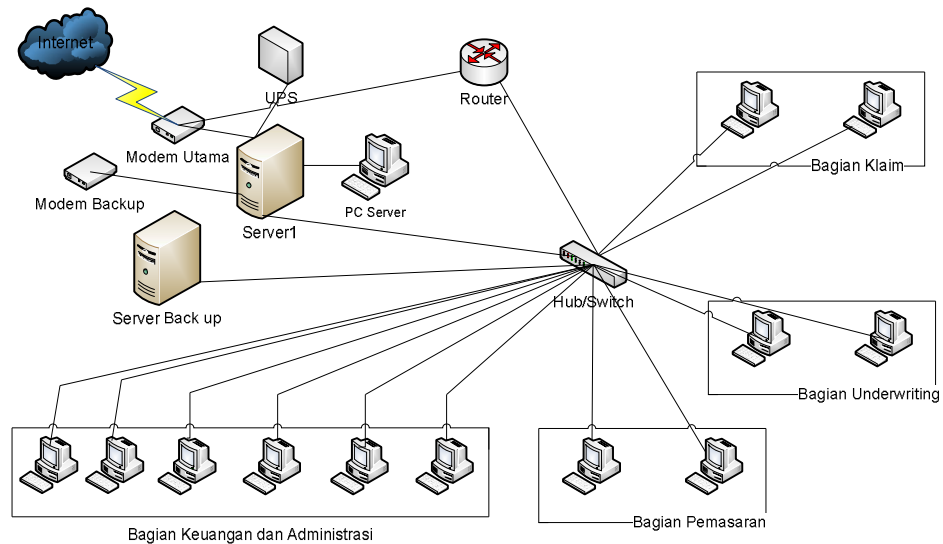 Internet
UPS
Router
Modem Utama
Bagian Klaim
Modem Backup
PC Server
Server1
Hub/Switch
Server Back up
Bagian Underwriting
Bagian Pemasaran
Bagian Keuangan dan Administrasi